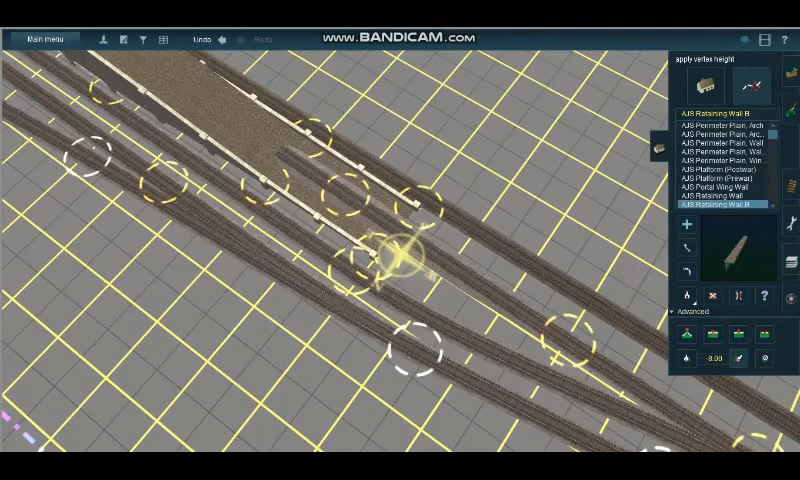 www.BANDICAM.com
Main menu
Undo
Redo
?
apply vertex height
AJS Retaining Wall B
AJS Perimeter Plain, Arch
AJS Perimeter Plain, Arc...
AJS Perimeter Plain, Wall
AJS Perimeter Plain, Wal...
AJS Perimeter Plain, Win...
AJS Platform (Postwar)
AJS Platform (Prewar)
AJS Portal Wing Wall
AJS Retaining Wall
AJS Retaining Wall B
?
Advanced
-8.00